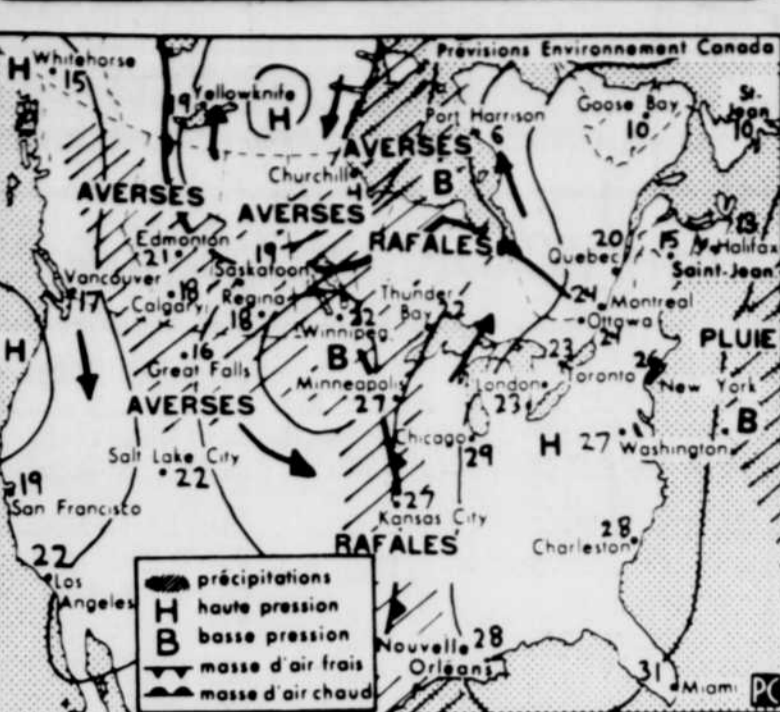 Prévisions Environnement Canada
H Whitehorse
15
19 Yellowknife
H
Port Harrison
6
Goose Bay
10
St-
Jean
10
AVERSES
Churchill
H
B
AVERSES
AVERSES
RAFALES
Edmonton
21
19
Saskatoon
Quebec
20
15
13
Halifax
Saint-Jean
Vancouver
17
Calgary
18
Regina
18
Winnipeg
22
Thunder
Bay
22
24
Montreal
Ottawa
24
PLUIE
H
16
Great Falls
B
Minneapolis
27
London
23
23
Toronto
26
New York
AVERSES
Chicago
29
H
27
Washington
B
Salt Lake City
22
19
San Francisco
27
Kansas City
RAFALES
28
Charleston
22
Los
Angeles
précipitations
H haute pression
B basse pression
masse d'air frais
masse d'air chaud
Nouvelle
Orléans
28
31
Miami
PC